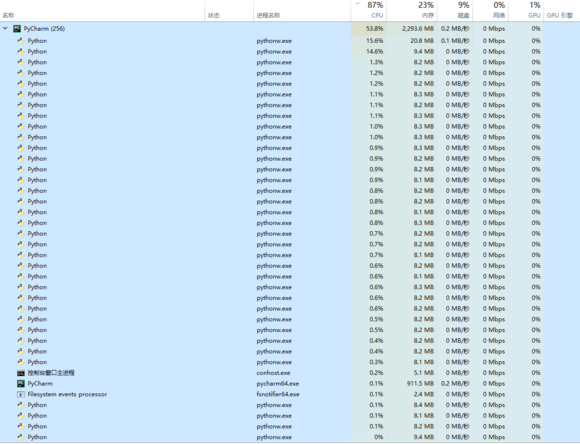 87% 23% 9% 0% 1%
名称 状态 进程名称 CPU 内存 磁盘 网络 GPU GPU 引擎
PyCharm (256) 53.8% 2,293.6 MB 0.2 MB/秒 0 Mbps 0%
Python pythonw.exe 15.6% 20.8 MB 0.1 MB/秒 0 Mbps 0%
Python pythonw.exe 14.6% 9.4 MB 0 MB/秒 0 Mbps 0%
Python pythonw.exe 1.3% 8.2 MB 0 MB/秒 0 Mbps 0%
Python pythonw.exe 1.2% 8.2 MB 0 MB/秒 0 Mbps 0%
Python pythonw.exe 1.2% 8.2 MB 0 MB/秒 0 Mbps 0%
Python pythonw.exe 1.1% 8.3 MB 0 MB/秒 0 Mbps 0%
Python pythonw.exe 1.1% 8.2 MB 0 MB/秒 0 Mbps 0%
Python pythonw.exe 1.1% 8.3 MB 0 MB/秒 0 Mbps 0%
Python pythonw.exe 1.0% 8.3 MB 0 MB/秒 0 Mbps 0%
Python pythonw.exe 1.0% 8.3 MB 0 MB/秒 0 Mbps 0%
Python pythonw.exe 0.9% 8.3 MB 0 MB/秒 0 Mbps 0%
Python pythonw.exe 0.9% 8.2 MB 0 MB/秒 0 Mbps 0%
Python pythonw.exe 0.9% 8.2 MB 0 MB/秒 0 Mbps 0%
Python pythonw.exe 0.9% 8.1 MB 0 MB/秒 0 Mbps 0%
Python pythonw.exe 0.8% 8.2 MB 0 MB/秒 0 Mbps 0%
Python pythonw.exe 0.8% 8.2 MB 0 MB/秒 0 Mbps 0%
Python pythonw.exe 0.8% 8.1 MB 0 MB/秒 0 Mbps 0%
Python pythonw.exe 0.8% 8.3 MB 0 MB/秒 0 Mbps 0%
Python pythonw.exe 0.7% 8.2 MB 0 MB/秒 0 Mbps 0%
Python pythonw.exe 0.7% 8.2 MB 0 MB/秒 0 Mbps 0%
Python pythonw.exe 0.7% 8.1 MB 0 MB/秒 0 Mbps 0%
Python pythonw.exe 0.6% 8.2 MB 0 MB/秒 0 Mbps 0%
Python pythonw.exe 0.6% 8.1 MB 0 MB/秒 0 Mbps 0%
Python pythonw.exe 0.6% 8.3 MB 0 MB/秒 0 Mbps 0%
Python pythonw.exe 0.6% 8.2 MB 0 MB/秒 0 Mbps 0%
Python pythonw.exe 0.6% 8.2 MB 0 MB/秒 0 Mbps 0%
Python pythonw.exe 0.5% 8.2 MB 0 MB/秒 0 Mbps 0%
Python pythonw.exe 0.5% 8.2 MB 0 MB/秒 0 Mbps 0%
Python pythonw.exe 0.4% 8.2 MB 0 MB/秒 0 Mbps 0%
Python pythonw.exe 0.4% 8.2 MB 0 MB/秒 0 Mbps 0%
Python pythonw.exe 0.3% 8.1 MB 0 MB/秒 0 Mbps 0%
控制台窗口主进程 conhost.exe 0.2% 5.1 MB 0 MB/秒 0 Mbps 0%
PyCharm pycharm64.exe 0.1% 911.5 MB 0.2 MB/秒 0 Mbps 0%
Filesystem events processor fsnotifier64.exe 0.1% 2.4 MB 0 MB/秒 0 Mbps 0%
Python pythonw.exe 0.1% 8.4 MB 0 MB/秒 0 Mbps 0%
Python pythonw.exe 0.1% 8.1 MB 0 MB/秒 0 Mbps 0%
Python pythonw.exe 0.1% 8.2 MB 0 MB/秒 0 Mbps 0%
Python pythonw.exe 0% 9.4 MB 0 MB/秒 0 Mbps 0%